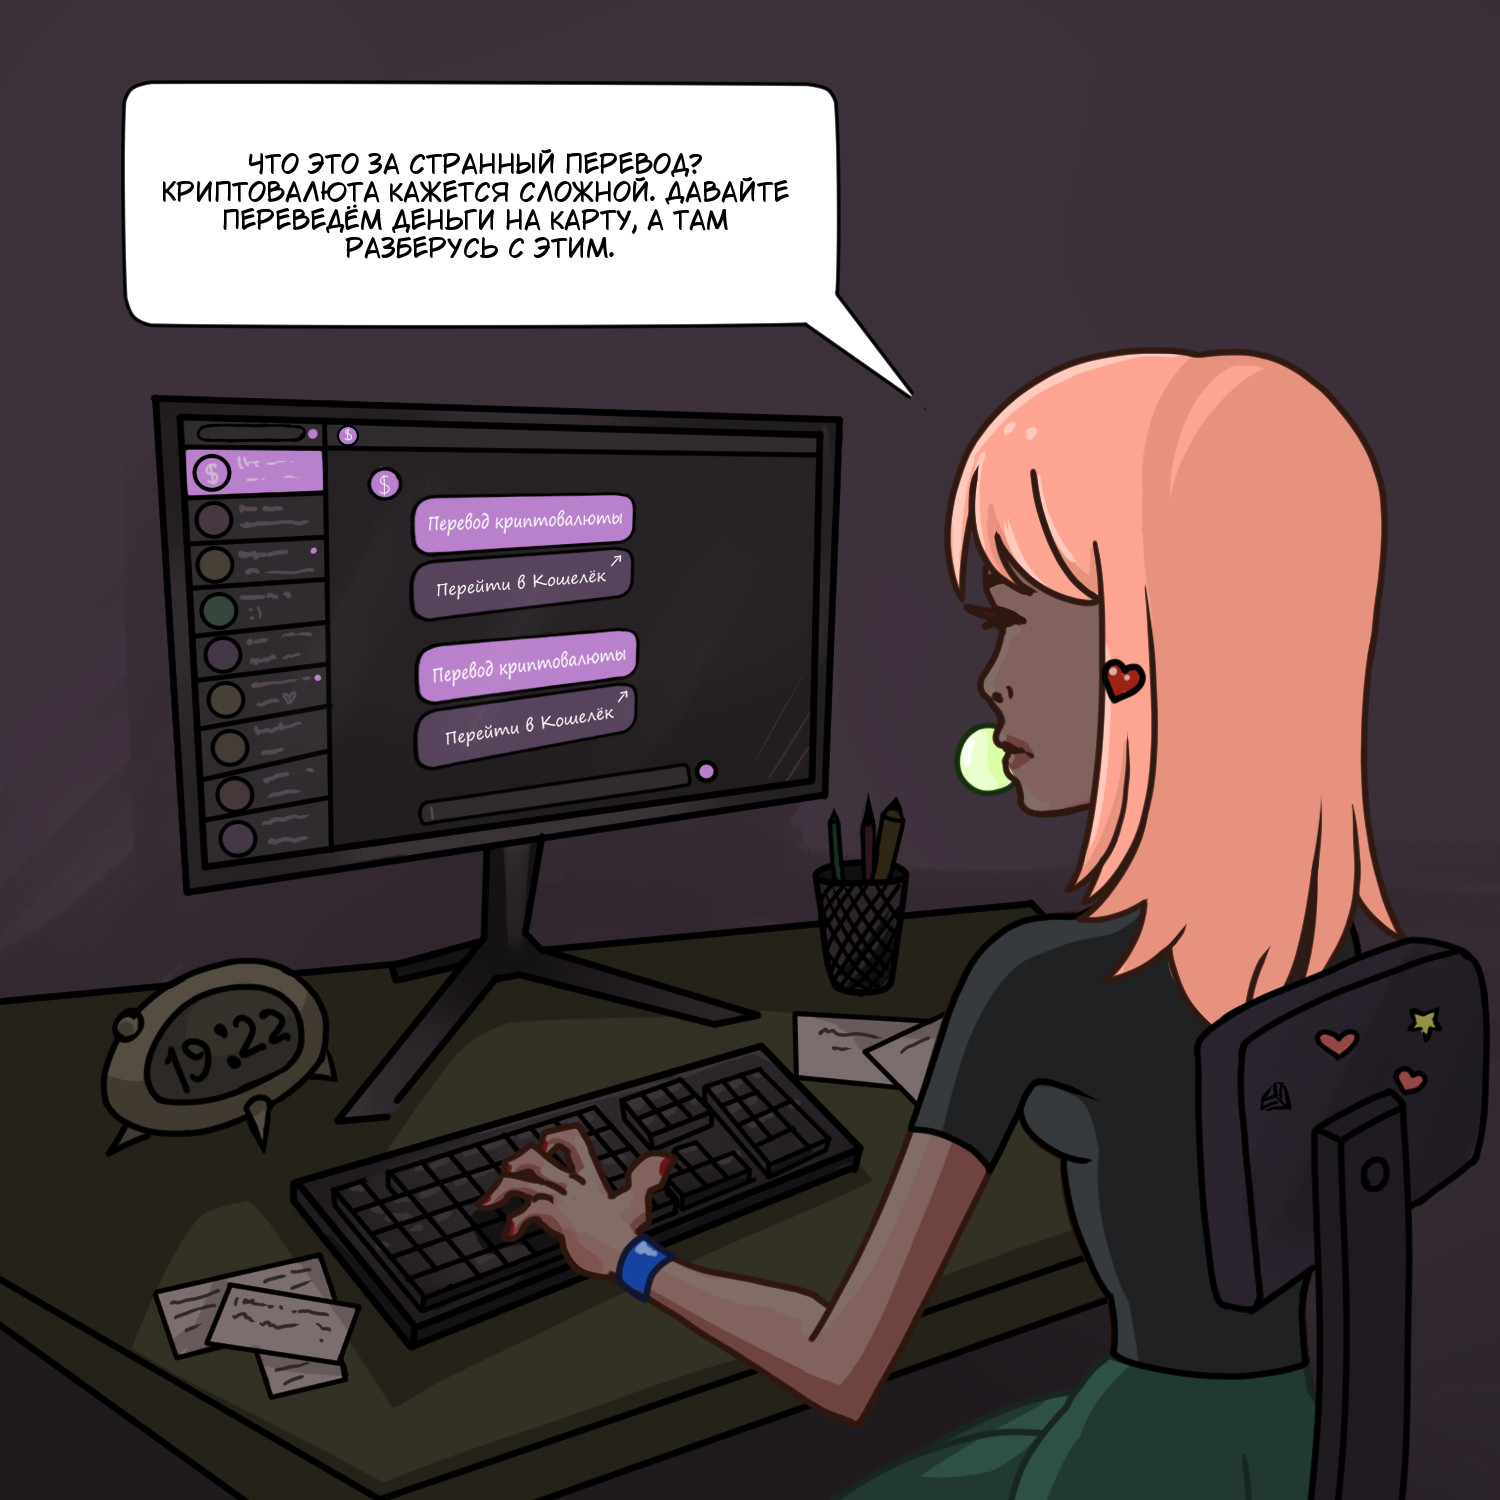 ЧТО ЭТО ЗА СТРАННЫЙ ПЕРЕВОД?
КРИПТОВАЛЮТА КАЖЕТСЯ СЛОЖНОЙ. ДАВАЙТЕ
ПЕРЕВЕДЁМ ДЕНЬГИ НА КАРТУ, А ТАМ
РАЗБЕРУСЬ С ЭТИМ.
$
$
$
Перевод криптовалюты
Перейти в Кошелёк
:)
Перевод криптовалюты
Перейти в Кошелёк
19:22